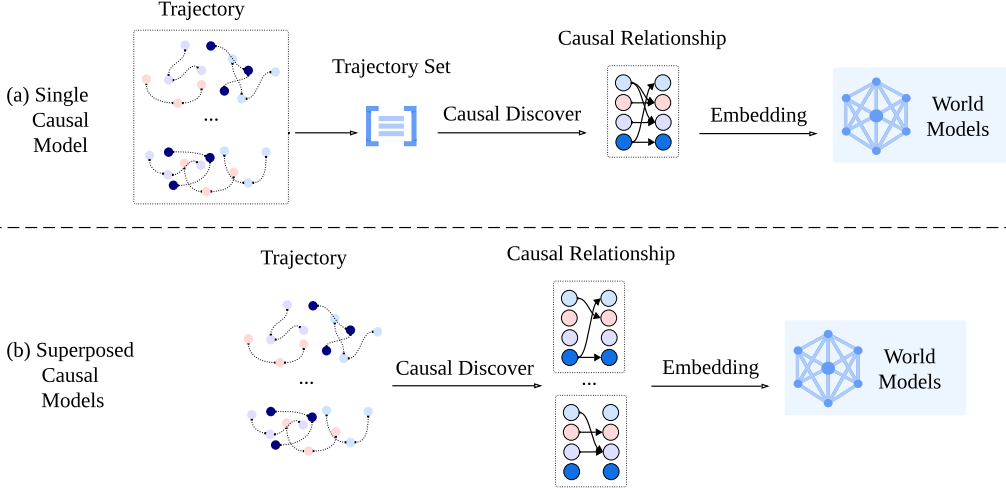 Trajectory
(a) Single
Causal
Model
...
Trajectory Set
Causal Discover
Causal Relationship
Embedding
World
Models
(b) Superposed
Causal
Models
Trajectory
...
Causal Discover
Causal Relationship
...
Embedding
World
Models